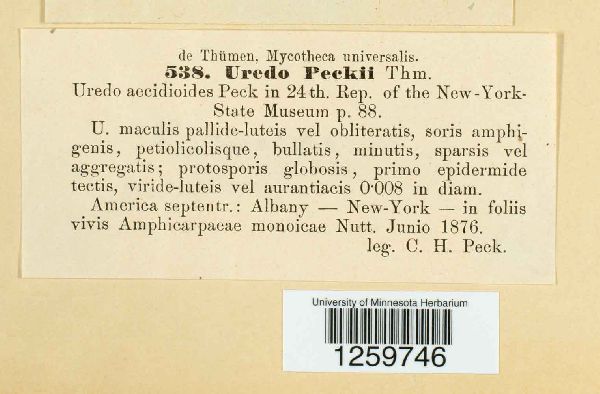 de Thümen, Mycotheca universalis.
538. Uredo Peckii Thm.
Uredo aecidioides Peck in 24th. Rep. of the New-York-
State Museum p. 88.
U. maculis pallide-luteis vel obliteratis, soris amphi-
genis, petiolicolisque, bullatis, minutis, sparsis vel
aggregatis; protosporis globosis, primo epidermide
tectis, viride-luteis vel aurantiacis 0·008 in diam.
America septentr.: Albany — New-York — in foliis
vivis Amphicarpaeae monoicae Nutt. Junio 1876.
leg. C. H. Peck.
University of Minnesota Herbarium
1259746